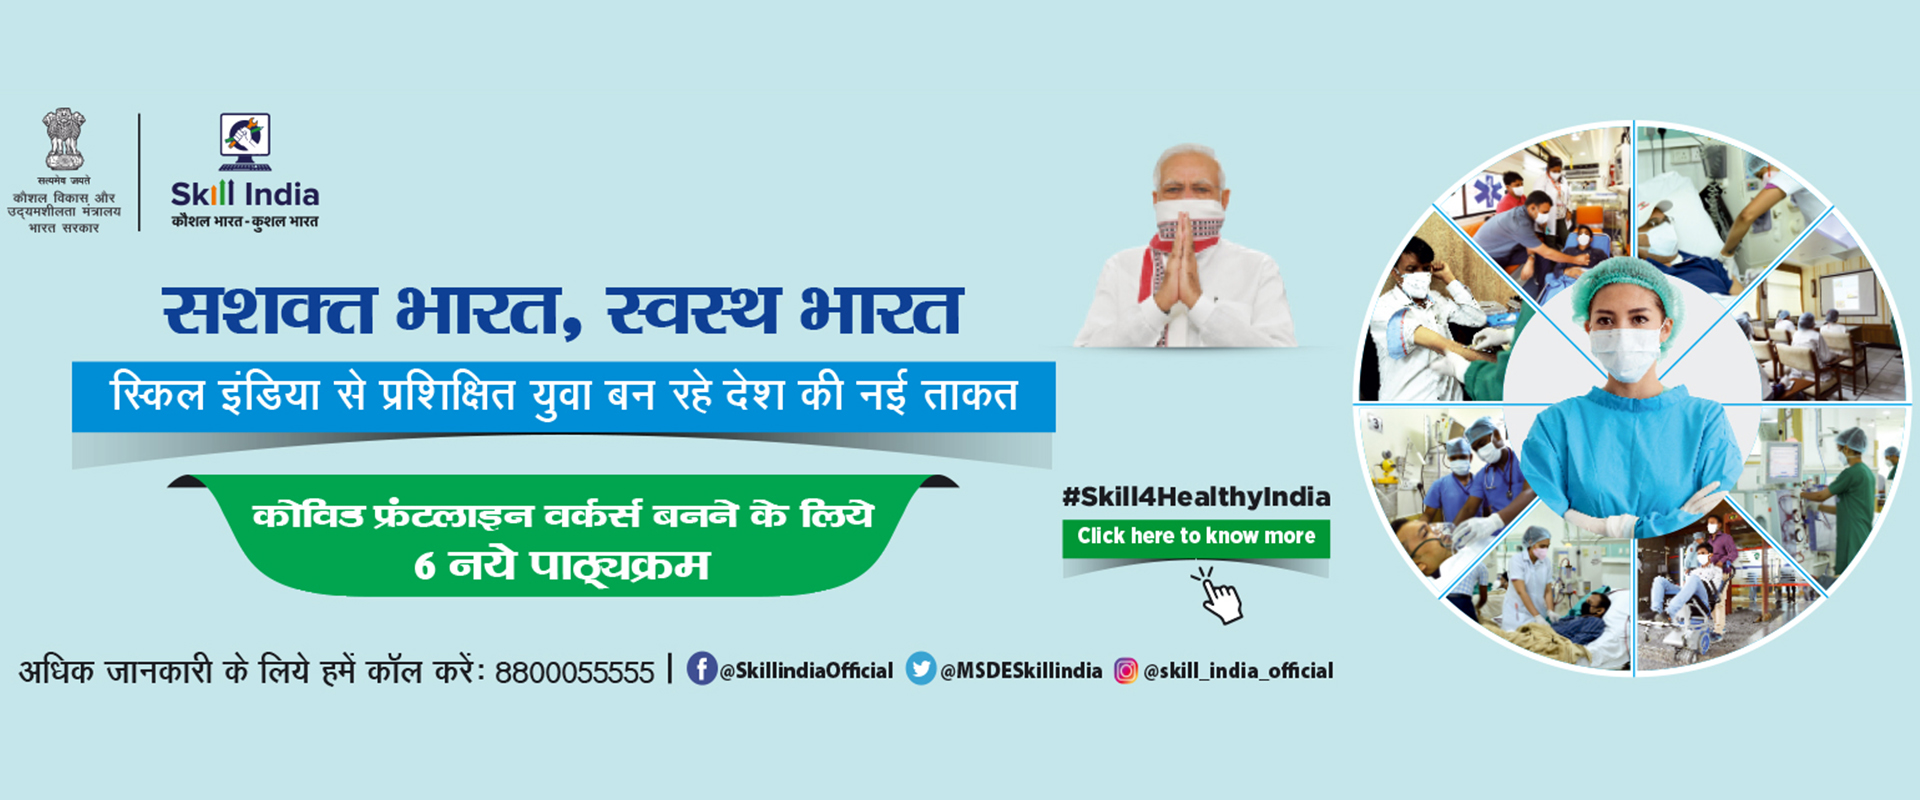 सत्यमेव जयते
कौशल विकास और
उद्यमशीलता मंत्रालय
भारत सरकार
Skill India
कौशल भारत - कुशल भारत
सशक्त भारत, स्वस्थ भारत
स्किल इंडिया से प्रशिक्षित युवा बन रहे देश की नई ताकत
कोविड फ्रंटलाइन वर्कर्स बनने के लिये
6 नये पाठ्यक्रम
#Skill4HealthyIndia
Click here to know more
अधिक जानकारी के लिये हमें कॉल करें: 8800055555 | @SkillindiaOfficial @MSDESkillindia @skill_india_official
3